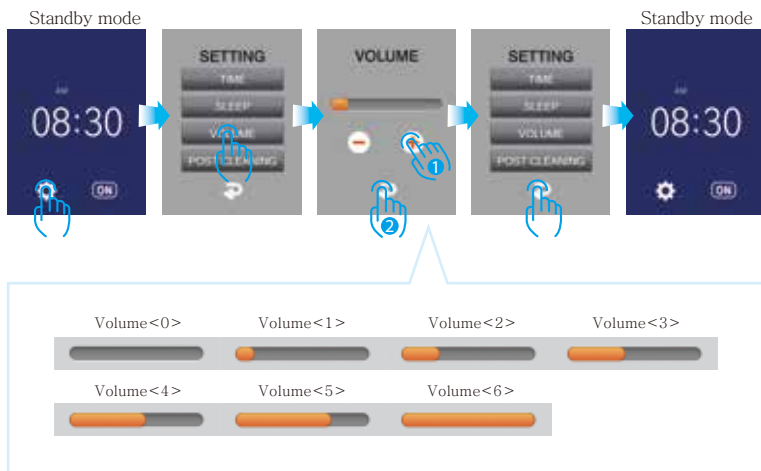 Standby mode
Standby mode
AM
08:30
ON
SETTING
TIME
SLEEP
VOLUME
POST CLEANING
VOLUME
1
2
SETTING
TIME
SLEEP
VOLUME
POST CLEANING
AM
08:30
ON
Volume<0>
Volume<1>
Volume<2>
Volume<3>
Volume<4>
Volume<5>
Volume<6>